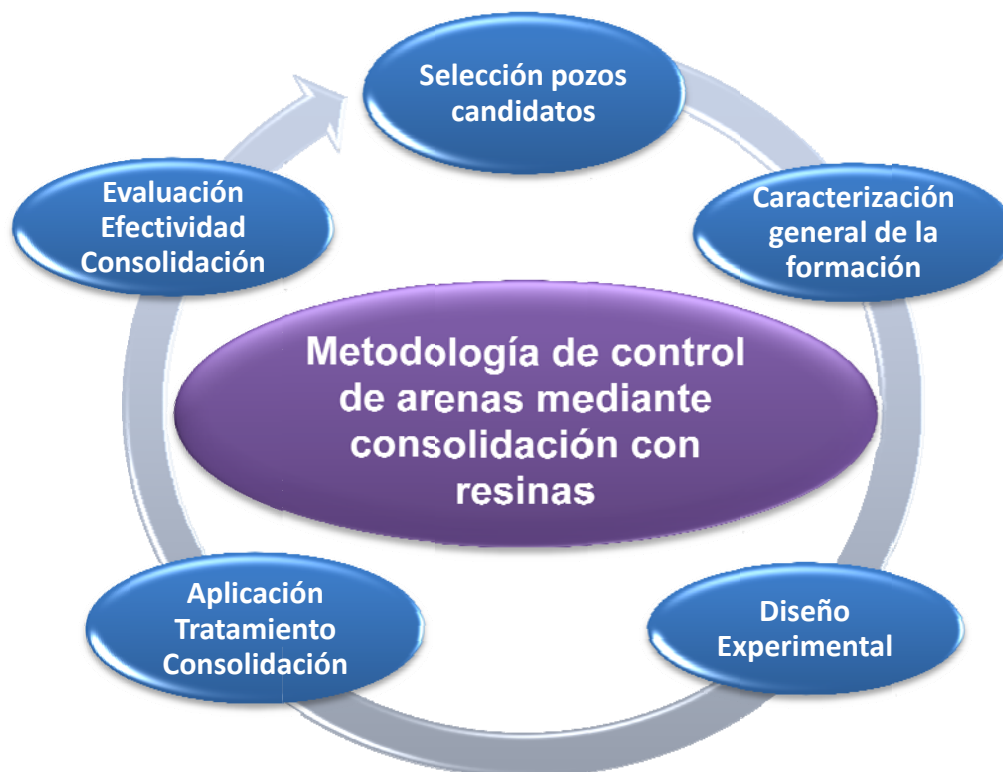 Selección pozos
candidatos
Caracterización
general de la
formación
Diseño
Experimental
Aplicación
Tratamiento
Consolidación
Evaluación
Efectividad
Consolidación
Metodología de control
de arenas mediante
consolidación con
resinas